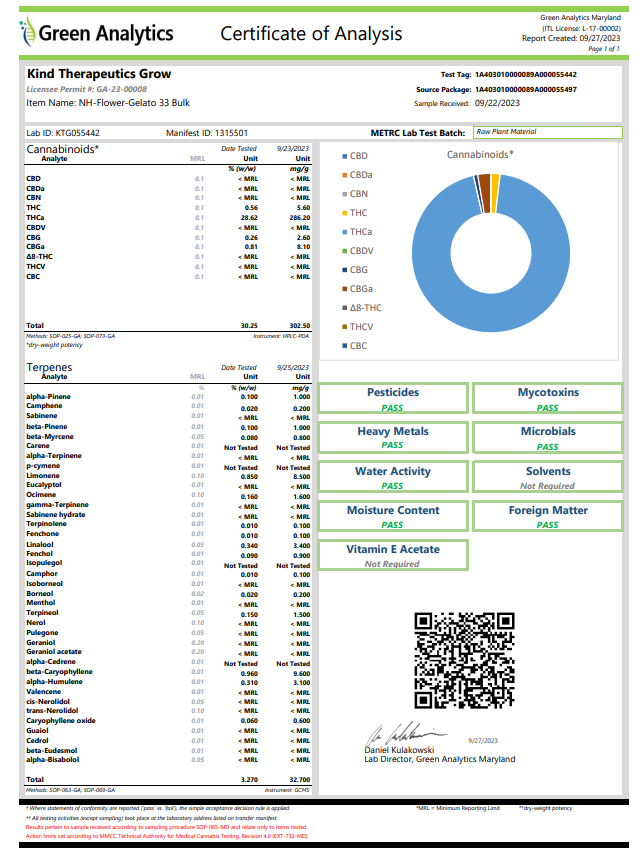 Green Analytics
Certificate of Analysis
Green Analytics Maryland
(ITL License: L-17-00002)
Report Created: 09/27/2023
Page 1 of 1
Kind Therapeutics Grow
Licensee Permit #: GA-23-00008
Item Name: NH-Flower-Gelato 33 Bulk
Test Tag: 1A403010000089A000055442
Source Package: 1A403010000089A000055497
Sample Received: 09/22/2023
Lab ID: KTG055442 Manifest ID: 1315501 METRC Lab Test Batch: Raw Plant Material
Cannabinoids* Date Tested 9/23/2023
Analyte MRL Unit Unit
% (w/w) mg/g
CBD 0.1 < MRL < MRL
CBDa 0.1 < MRL < MRL
CBN 0.1 < MRL < MRL
THC 0.1 0.56 5.60
THCa 0.1 28.62 286.20
CBDV 0.1 < MRL < MRL
CBG 0.1 0.26 2.60
CBGa 0.1 0.81 8.10
Δ8-THC 0.1 < MRL < MRL
THCV 0.1 < MRL < MRL
CBC 0.1 < MRL < MRL
Total 30.25 302.50
Methods: SOP-025-GA; SOP-073-GA Instrument: HPLC-PDA
*dry-weight potency
Cannabinoids*
CBD
CBDa
CBN
THC
THCa
CBDV
CBG
CBGa
Δ8-THC
THCV
CBC
Terpenes Date Tested 9/25/2023
Analyte MRL Unit Unit
% % (w/w) mg/g
alpha-Pinene 0.01 0.100 1.000
Camphene 0.01 0.020 0.200
Sabinene 0.01 < MRL < MRL
beta-Pinene 0.01 0.100 1.000
beta-Myrcene 0.05 0.080 0.800
Carene 0.01 Not Tested Not Tested
alpha-Terpinene 0.01 < MRL < MRL
p-cymene 0.01 Not Tested Not Tested
Limonene 0.10 0.850 8.500
Eucalyptol 0.01 < MRL < MRL
Ocimene 0.10 0.160 1.600
gamma-Terpinene 0.01 < MRL < MRL
Sabinene hydrate 0.01 < MRL < MRL
Terpinolene 0.01 0.010 0.100
Fenchone 0.01 0.010 0.100
Linalool 0.05 0.340 3.400
Fenchol 0.01 0.090 0.900
Isopulegol 0.01 Not Tested Not Tested
Camphor 0.01 0.010 0.100
Isoborneol 0.01 < MRL < MRL
Borneol 0.02 0.020 0.200
Menthol 0.01 < MRL < MRL
Terpineol 0.05 0.150 1.500
Nerol 0.10 < MRL < MRL
Pulegone 0.05 < MRL < MRL
Geraniol 0.20 < MRL < MRL
Geraniol acetate 0.20 < MRL < MRL
alpha-Cedrene 0.01 Not Tested Not Tested
beta-Caryophyllene 0.01 0.960 9.600
alpha-Humulene 0.01 0.310 3.100
Valencene 0.01 < MRL < MRL
cis-Nerolidol 0.05 < MRL < MRL
trans-Nerolidol 0.10 < MRL < MRL
Caryophyllene oxide 0.01 0.060 0.600
Guaiol 0.01 < MRL < MRL
Cedrol 0.01 < MRL < MRL
beta-Eudesmol 0.01 < MRL < MRL
alpha-Bisabolol 0.05 < MRL < MRL
Total 3.270 32.700
Methods: SOP-063-GA; SOP-069-GA Instrument: GCMS
Pesticides
PASS
Mycotoxins
PASS
Heavy Metals
PASS
Microbials
PASS
Water Activity
PASS
Solvents
Not Required
Moisture Content
PASS
Foreign Matter
PASS
Vitamin E Acetate
Not Required
9/27/2023
Daniel Kulakowski
Lab Director, Green Analytics Maryland
* Where statements of conformity are reported ('pass' vs. 'fail'), the simple acceptance decision rule is applied. *MRL = Minimum Reporting Limit **dry-weight potency
** All testing activities (except sampling) took place at the laboratory address listed on transfer manifest.
Results pertain to sample received according to sampling procedure SOP-065-MD and relate only to items tested.
Action limits set according to MMCC Technical Authority for Medical Cannabis Testing, Revision 4.0 (EXT-732-MD)